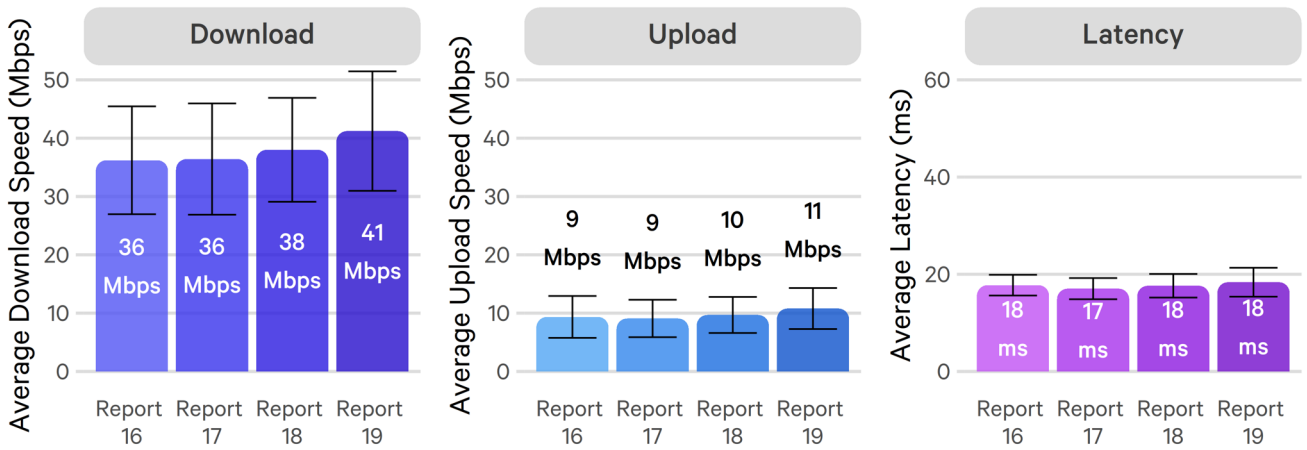 Download
Average Download Speed (Mbps)
50
40
30
20
10
0
36
Mbps
36
Mbps
38
Mbps
41
Mbps
Report
16
Report
17
Report
18
Report
19
Upload
Average Upload Speed (Mbps)
50
40
30
20
10
0
9
Mbps
9
Mbps
10
Mbps
11
Mbps
Report
16
Report
17
Report
18
Report
19
Latency
Average Latency (ms)
60
40
20
0
18
ms
17
ms
18
ms
18
ms
Report
16
Report
17
Report
18
Report
19